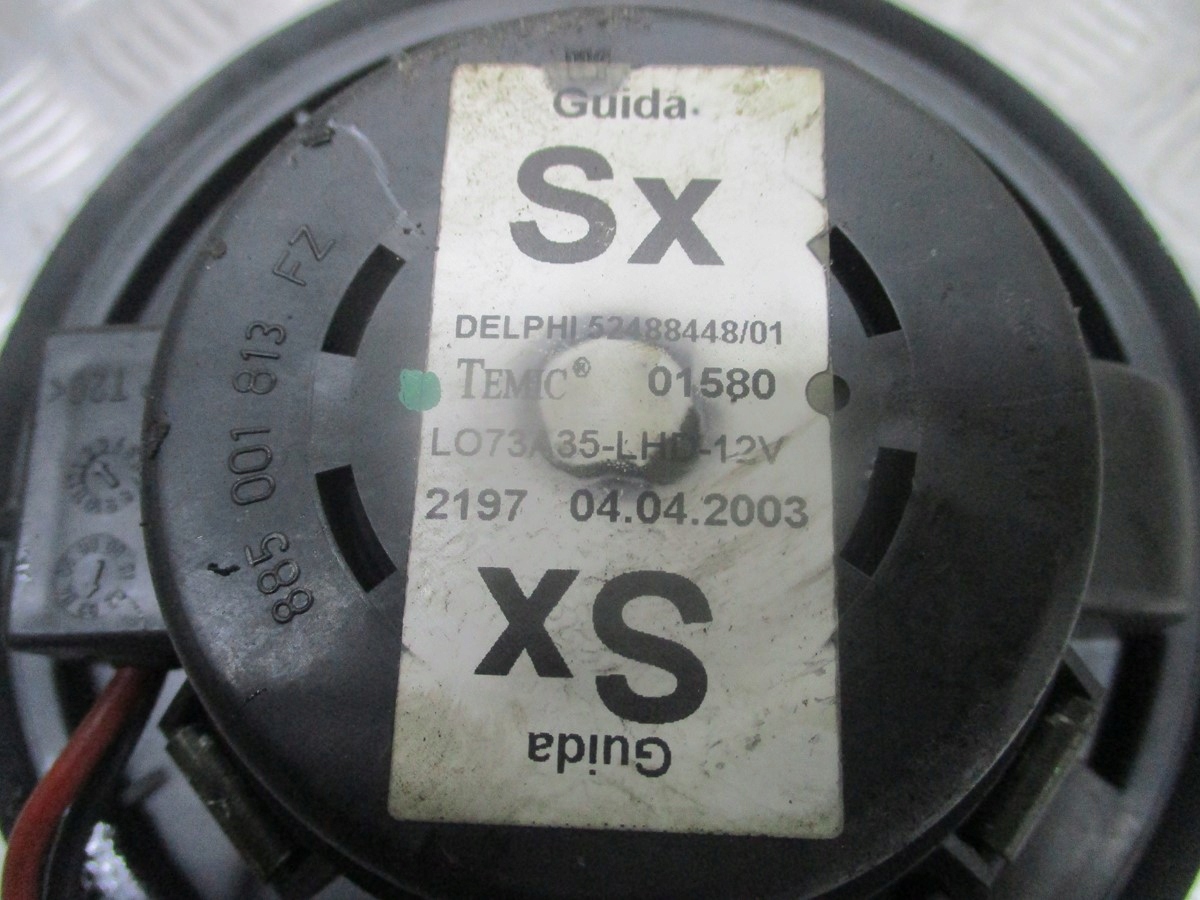 Guida
Sx
DELPHI 52488448/01
TEMIC® 01580
LO73A35-LHD-12V
2197 04.04.2003
Sx
Guida
885 001 813 FZ